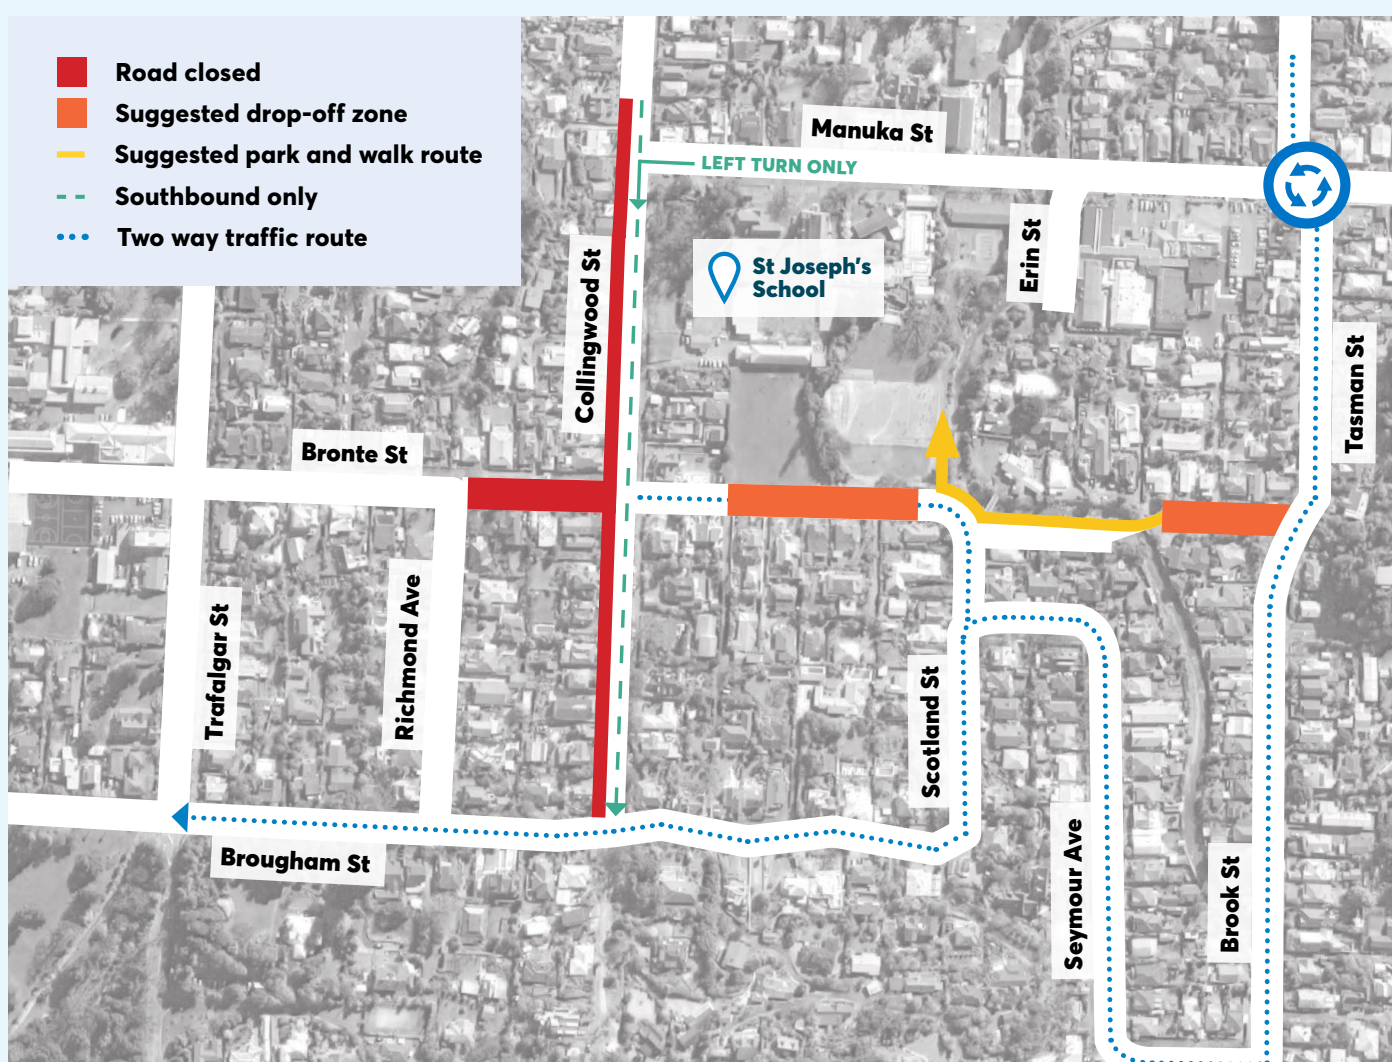 Road closed
Suggested drop-off zone
Suggested park and walk route
Southbound only
Two way traffic route
Manuka St
LEFT TURN ONLY
Erin St
St Joseph's
School
Collingwood St
Tasman St
Bronte St
Trafalgar St
Richmond Ave
Scotland St
Brougham St
Seymour Ave
Brook St